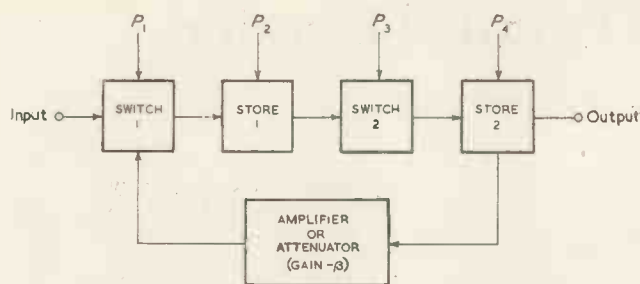 P₁ P₂ P₃ P₄
Input SWITCH 1 STORE 1 SWITCH 2 STORE 2 Output
AMPLIFIER
OR
ATTENUATOR
(GAIN -β)